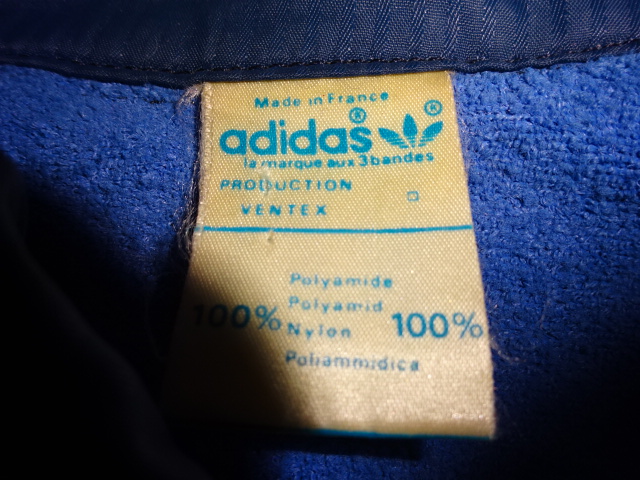 Made in France
adidas®
®
la marque aux 3 bandes
PRODUCTION
VENTEX
Polyamide
Polyamid
100% Nylon 100%
Poliammidica